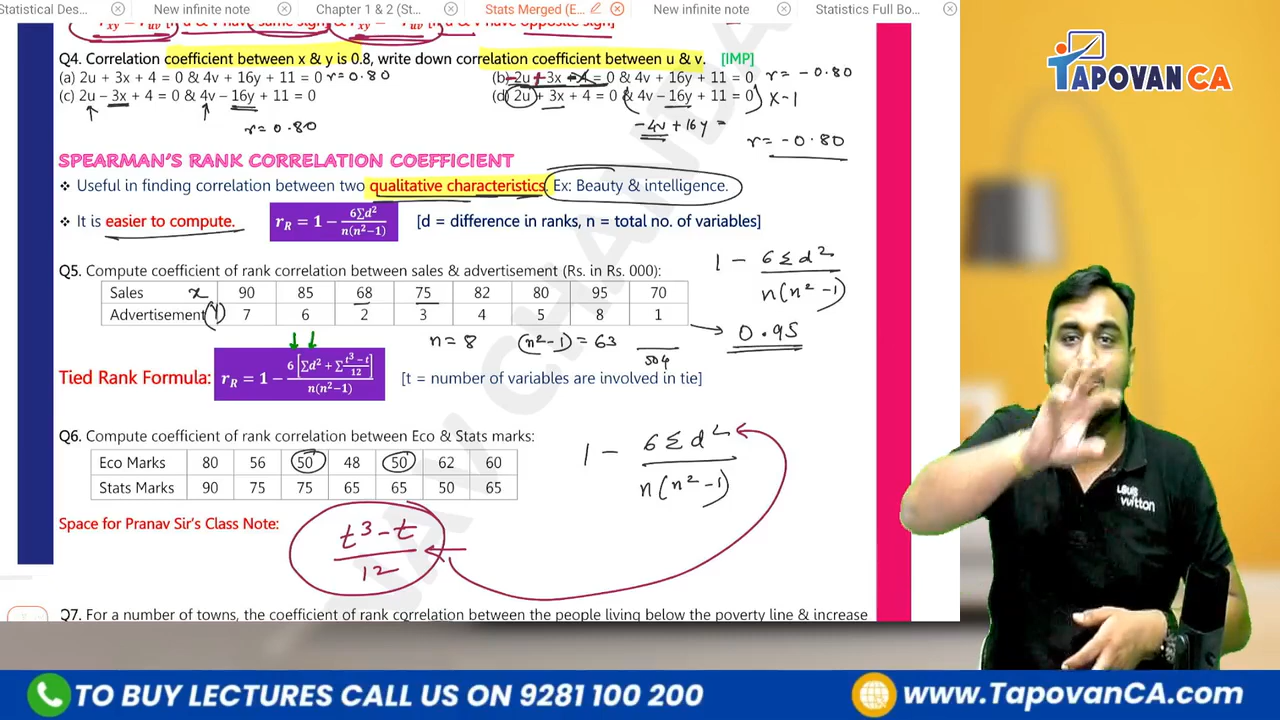 Statistical Des...
New infinite note
Chapter 1 & 2 (St...
Stats Merged (E...
New infinite note
Statistics Full Bo...
Q4. Correlation coefficient between x & y is 0.8, write down correlation coefficient between u & v. [IMP]
(a) 2u + 3x + 4 = 0 & 4v + 16y + 11 = 0 r = 0.80
(b) -2u + 3x - 4 = 0 & 4v + 16y + 11 = 0 r = -0.80
(c) 2u − 3x + 4 = 0 & 4v − 16y + 11 = 0
(d) 2u + 3x + 4 = 0 & 4v − 16y + 11 = 0 x-1
r = 0.80
-4v + 16y =
r = -0.80
TAPOVANCA
SPEARMAN'S RANK CORRELATION COEFFICIENT
❖ Useful in finding correlation between two qualitative characteristics. Ex: Beauty & intelligence.
❖ It is easier to compute. r_R = 1 − 6Σd²/n(n²−1) [d = difference in ranks, n = total no. of variables]
Q5. Compute coefficient of rank correlation between sales & advertisement (Rs. in Rs. 000):
1 - 6Σd²/n(n²-1)
Sales x 90 85 68 75 82 80 95 70
Advertisement (Y) 7 6 2 3 4 5 8 1
0.95
n = 8 (n²-1) = 63
504
Tied Rank Formula: r_R = 1 − 6[Σd² + Σ(t³−t)/12]/n(n²−1) [t = number of variables are involved in tie]
Q6. Compute coefficient of rank correlation between Eco & Stats marks:
1 - 6Σd²/n(n²-1)
Eco Marks 80 56 50 48 50 62 60
Stats Marks 90 75 75 65 65 50 65
Louis
vuitton
Space for Pranav Sir's Class Note:
t³-t/12
Q7. For a number of towns, the coefficient of rank correlation between the people living below the poverty line & increase
TO BUY LECTURES CALL US ON 9281 100 200
www.TapovanCA.com